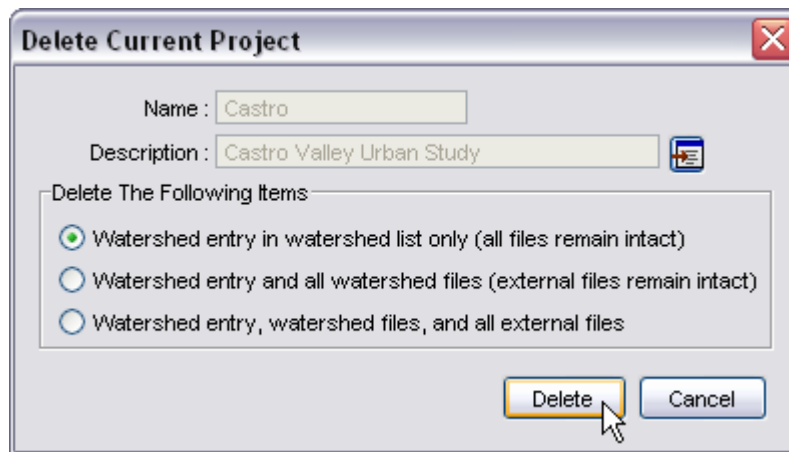 Delete Current Project
Name : Castro
Description : Castro Valley Urban Study
Delete The Following Items
Watershed entry in watershed list only (all files remain intact)
Watershed entry and all watershed files (external files remain intact)
Watershed entry, watershed files, and all external files
Delete Cancel